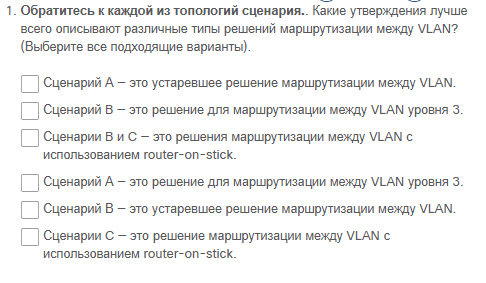 1. Обратитесь к каждой из топологий сценария.. Какие утверждения лучше
всего описывают различные типы решений маршрутизации между VLAN?
(Выберите все подходящие варианты).
Сценарий A – это устаревшее решение маршрутизации между VLAN.
Сценарий B – это решение для маршрутизации между VLAN уровня 3.
Сценарии B и C – это решения маршрутизации между VLAN с
использованием router-on-stick.
Сценарий A – это решение для маршрутизации между VLAN уровня 3.
Сценарий B – это устаревшее решение маршрутизации между VLAN.
Сценарии C – это решение маршрутизации между VLAN с
использованием router-on-stick.